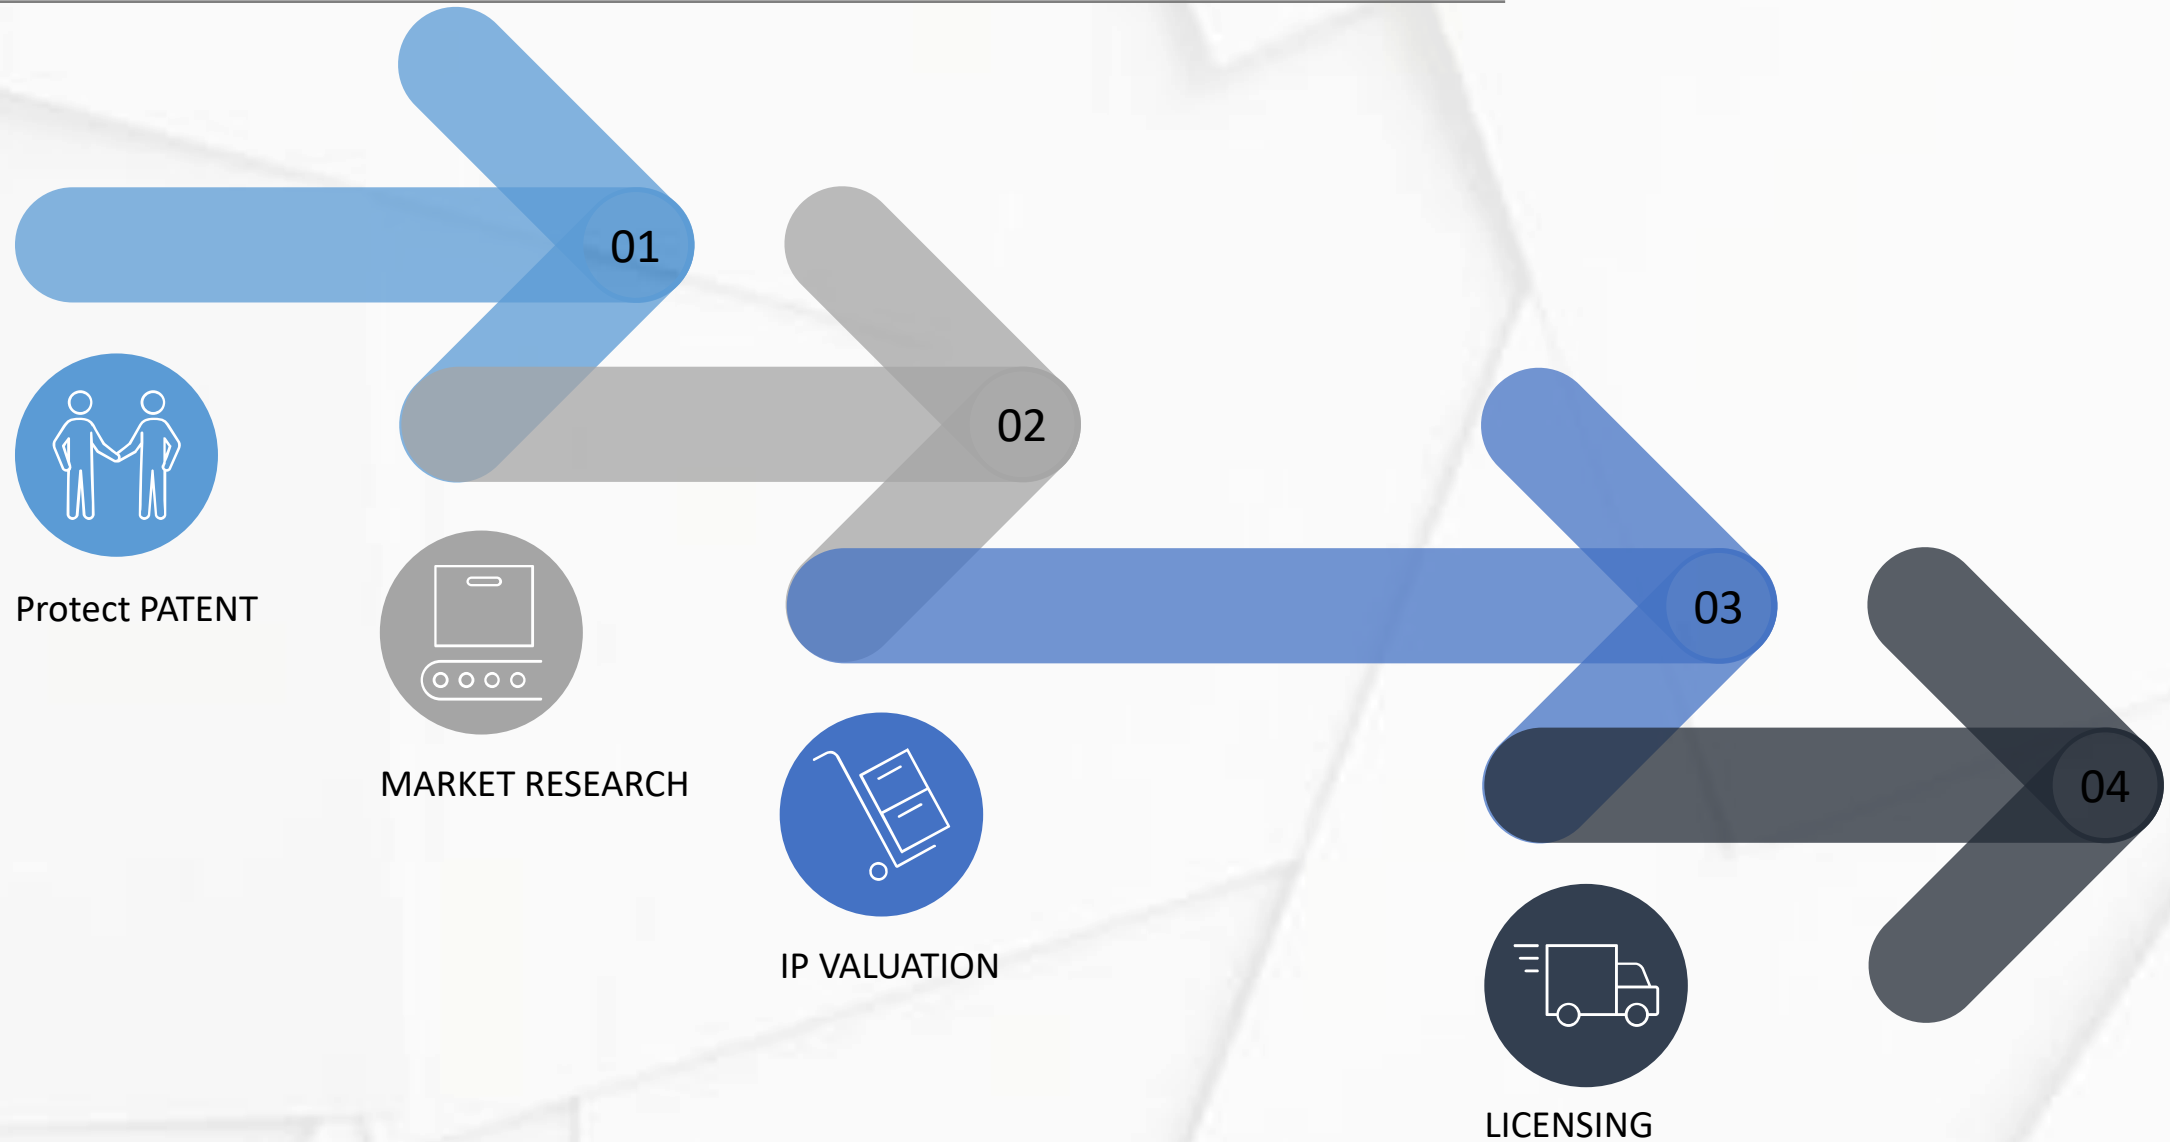 01
Protect PATENT
02
MARKET RESEARCH
03
IP VALUATION
04
LICENSING